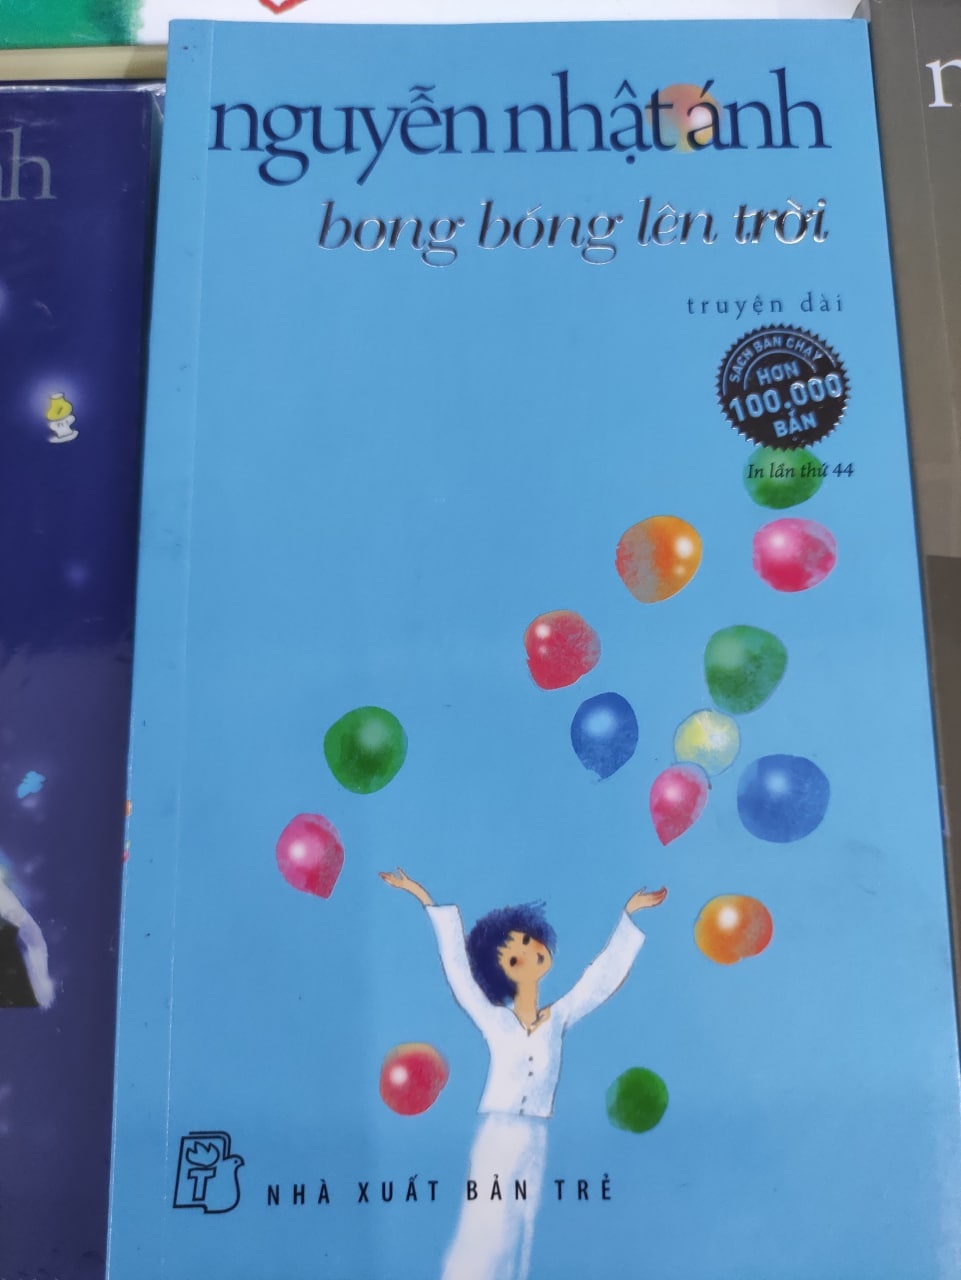 nguyễn nhật ánh
bong bóng lên trời
truyện dài
SÁCH BÁN CHẠY
HƠN
100.000
BẢN
In lần thứ 44
NHÀ XUẤT BẢN TRẺ